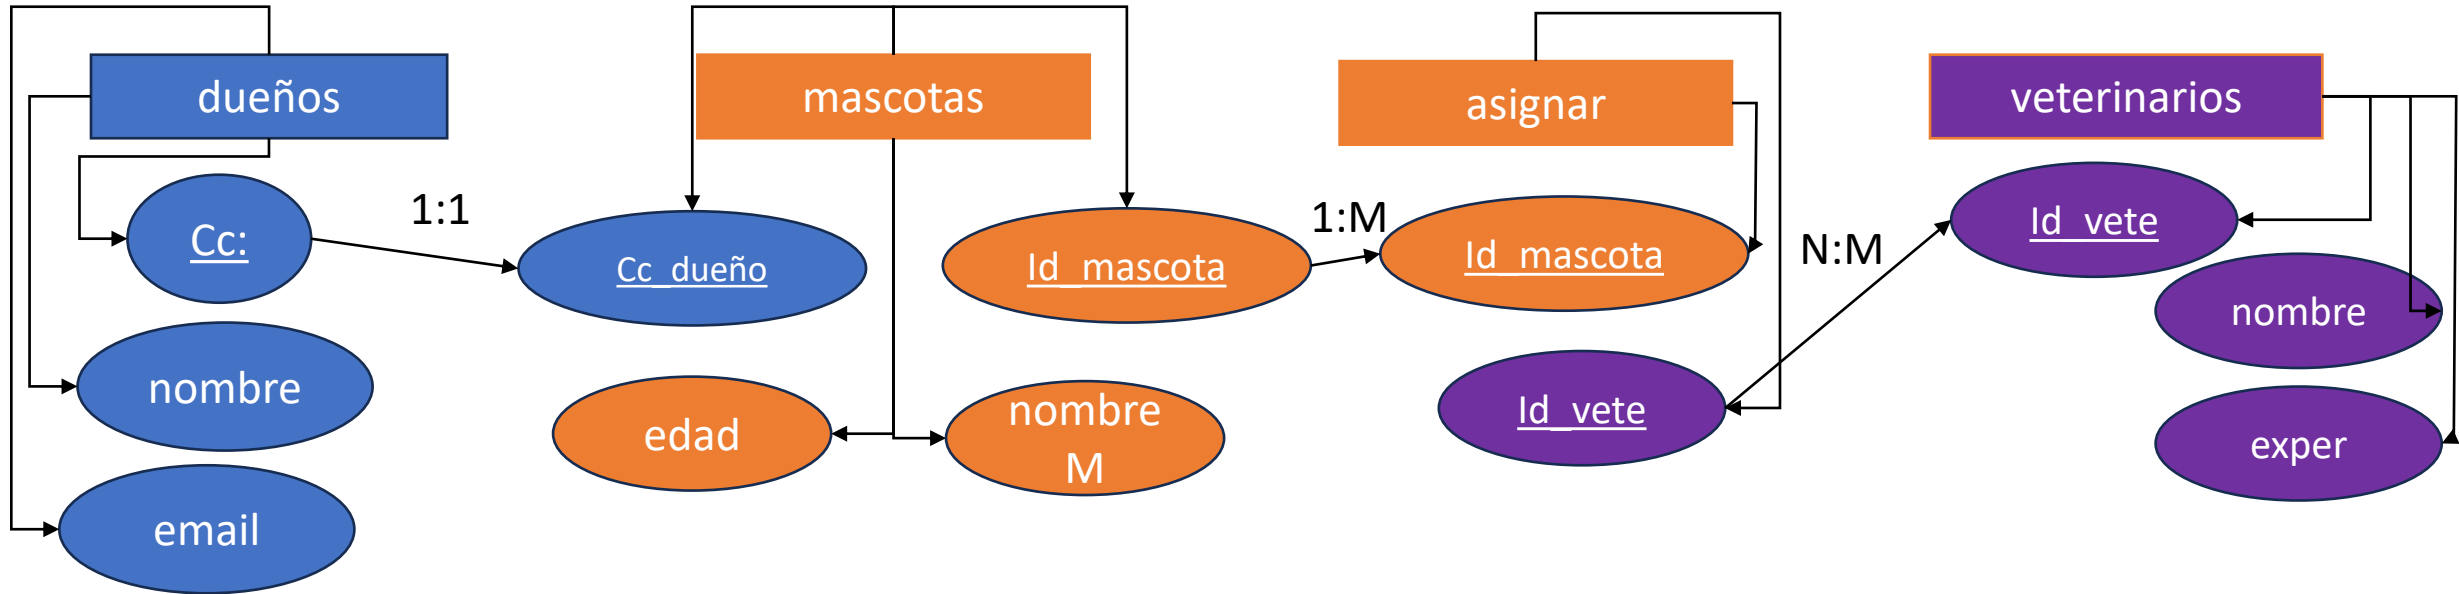 dueños
mascotas
asignar
veterinarios
Cc:
1:1
Cc_dueño
Id_mascota
1:M
Id_mascota
N:M
Id_vete
nombre
edad
nombre
M
Id_vete
nombre
email
exper